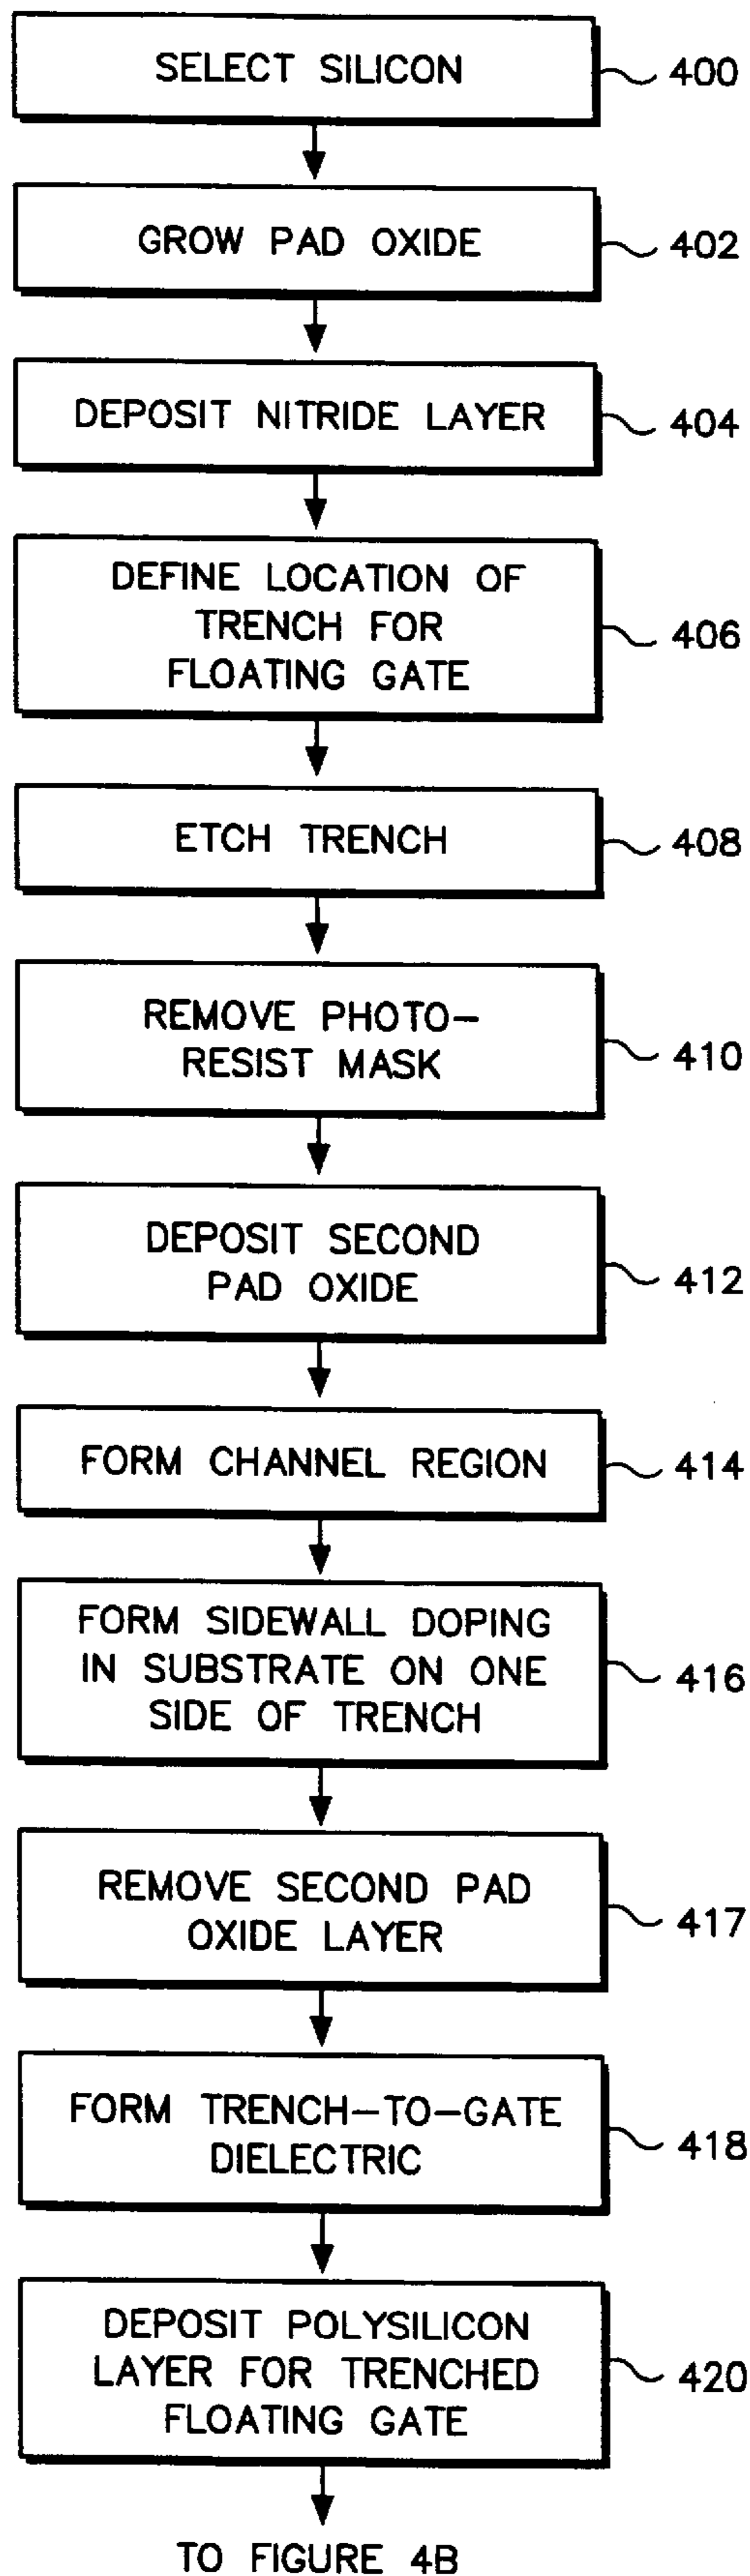 SELECT SILICON
400
GROW PAD OXIDE
402
DEPOSIT NITRIDE LAYER
404
DEFINE LOCATION OF
TRENCH FOR
FLOATING GATE
406
ETCH TRENCH
408
REMOVE PHOTO-
RESIST MASK
410
DEPOSIT SECOND
PAD OXIDE
412
FORM CHANNEL REGION
414
FORM SIDEWALL DOPING
IN SUBSTRATE ON ONE
SIDE OF TRENCH
416
REMOVE SECOND PAD
OXIDE LAYER
417
FORM TRENCH-TO-GATE
DIELECTRIC
418
DEPOSIT POLYSILICON
LAYER FOR TRENCHED
FLOATING GATE
420
TO FIGURE 4B